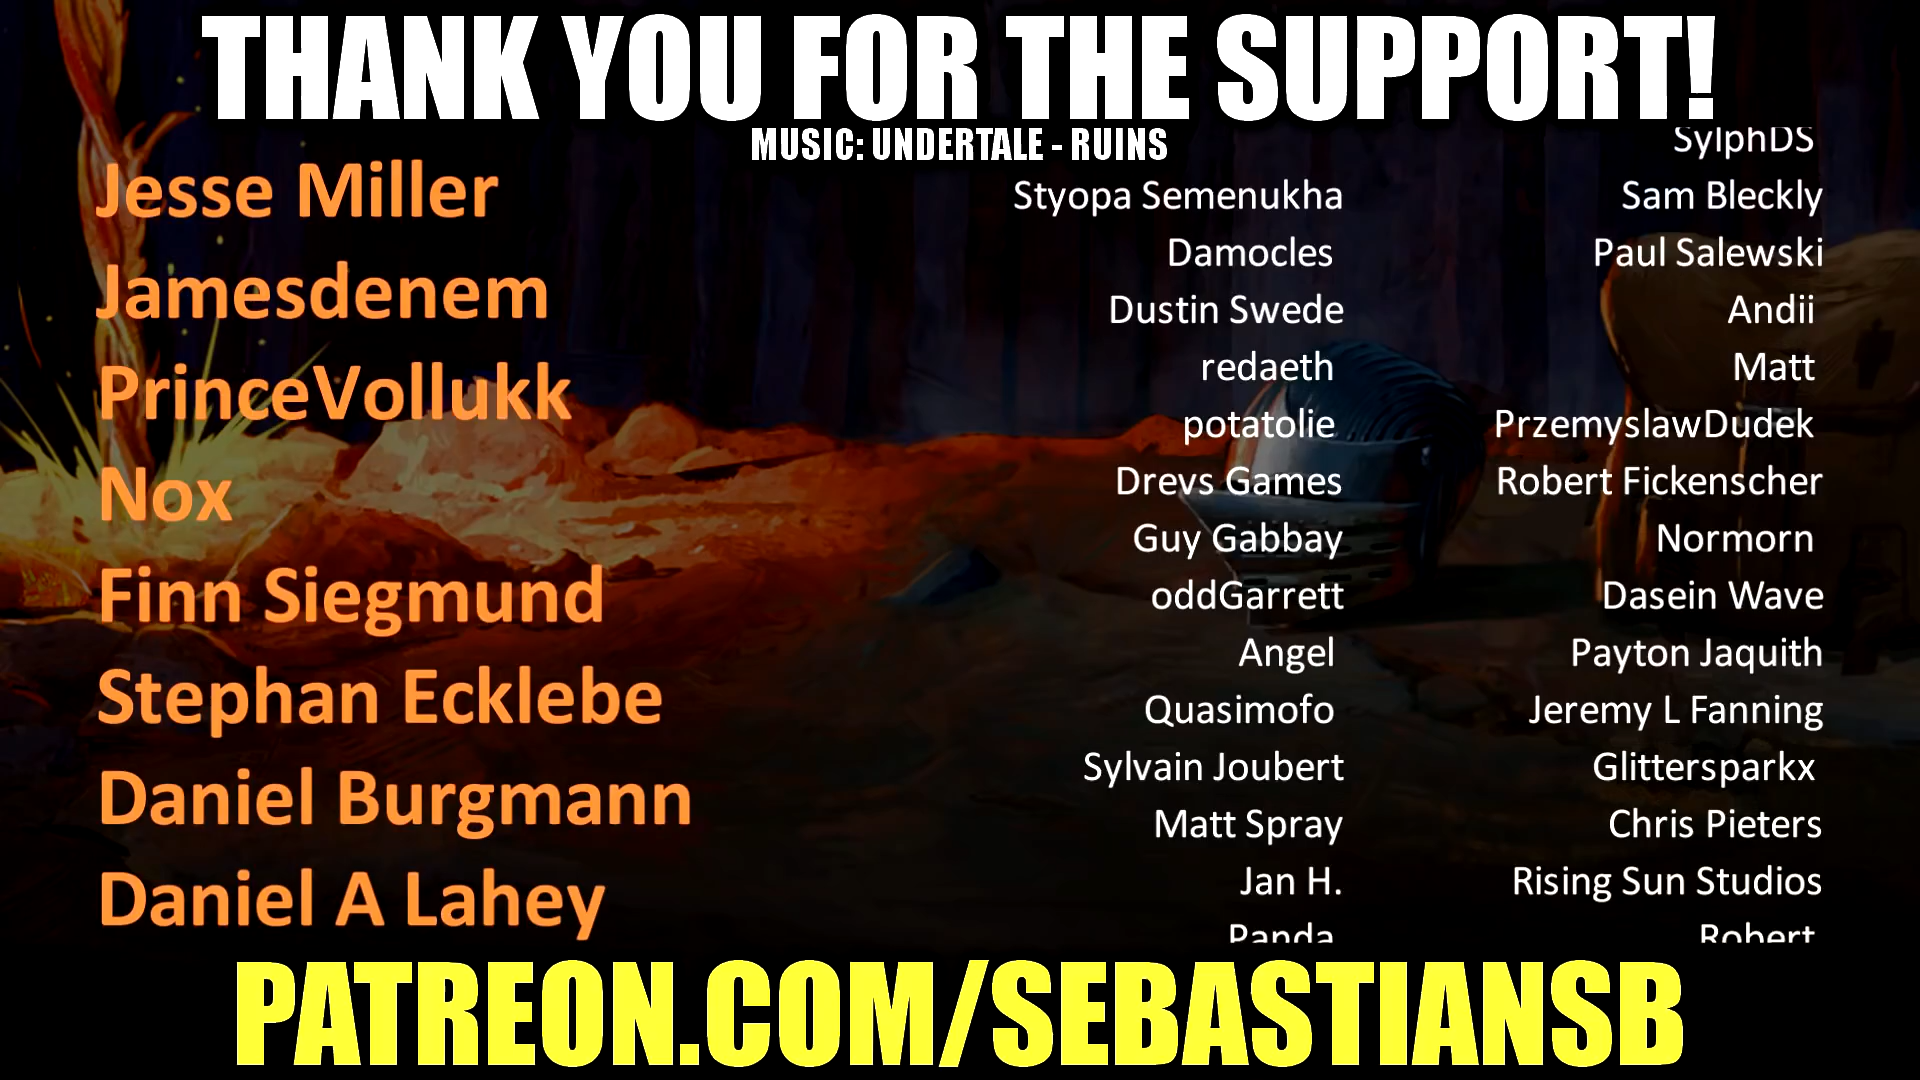 THANK YOU FOR THE SUPPORT!
MUSIC: UNDERTALE - RUINS
Jesse Miller
Jamesdenem
PrinceVollukk
Nox
Finn Siegmund
Stephan Ecklebe
Daniel Burgmann
Daniel A Lahey
Styopa Semenukha
Damocles
Dustin Swede
redaeth
potatolie
Drevs Games
Guy Gabbay
oddGarrett
Angel
Quasimofo
Sylvain Joubert
Matt Spray
Jan H.
Panda
SylphDS
Sam Bleckly
Paul Salewski
Andii
Matt
PrzemyslawDudek
Robert Fickenscher
Normorn
Dasein Wave
Payton Jaquith
Jeremy L Fanning
Glittersparkx
Chris Pieters
Rising Sun Studios
Robert
PATREON.COM/SEBASTIANSB